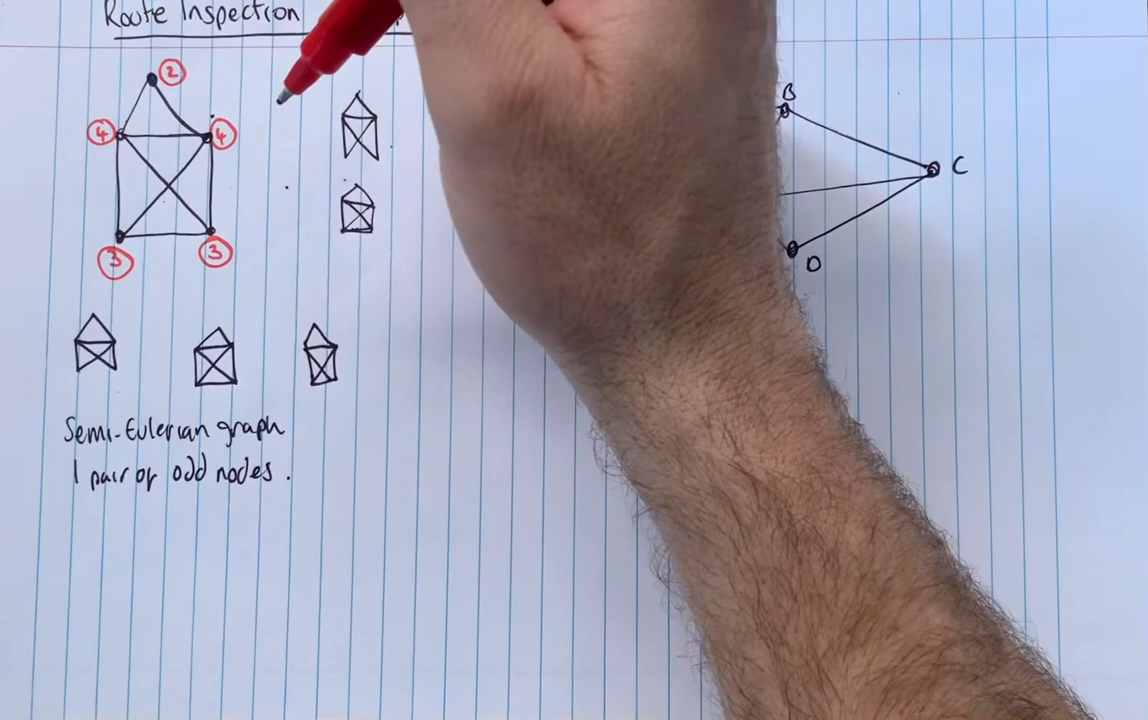 Route Inspection
2
4
4
3
3
B
C
D
Semi-Eulerian graph
1 pair of odd nodes.